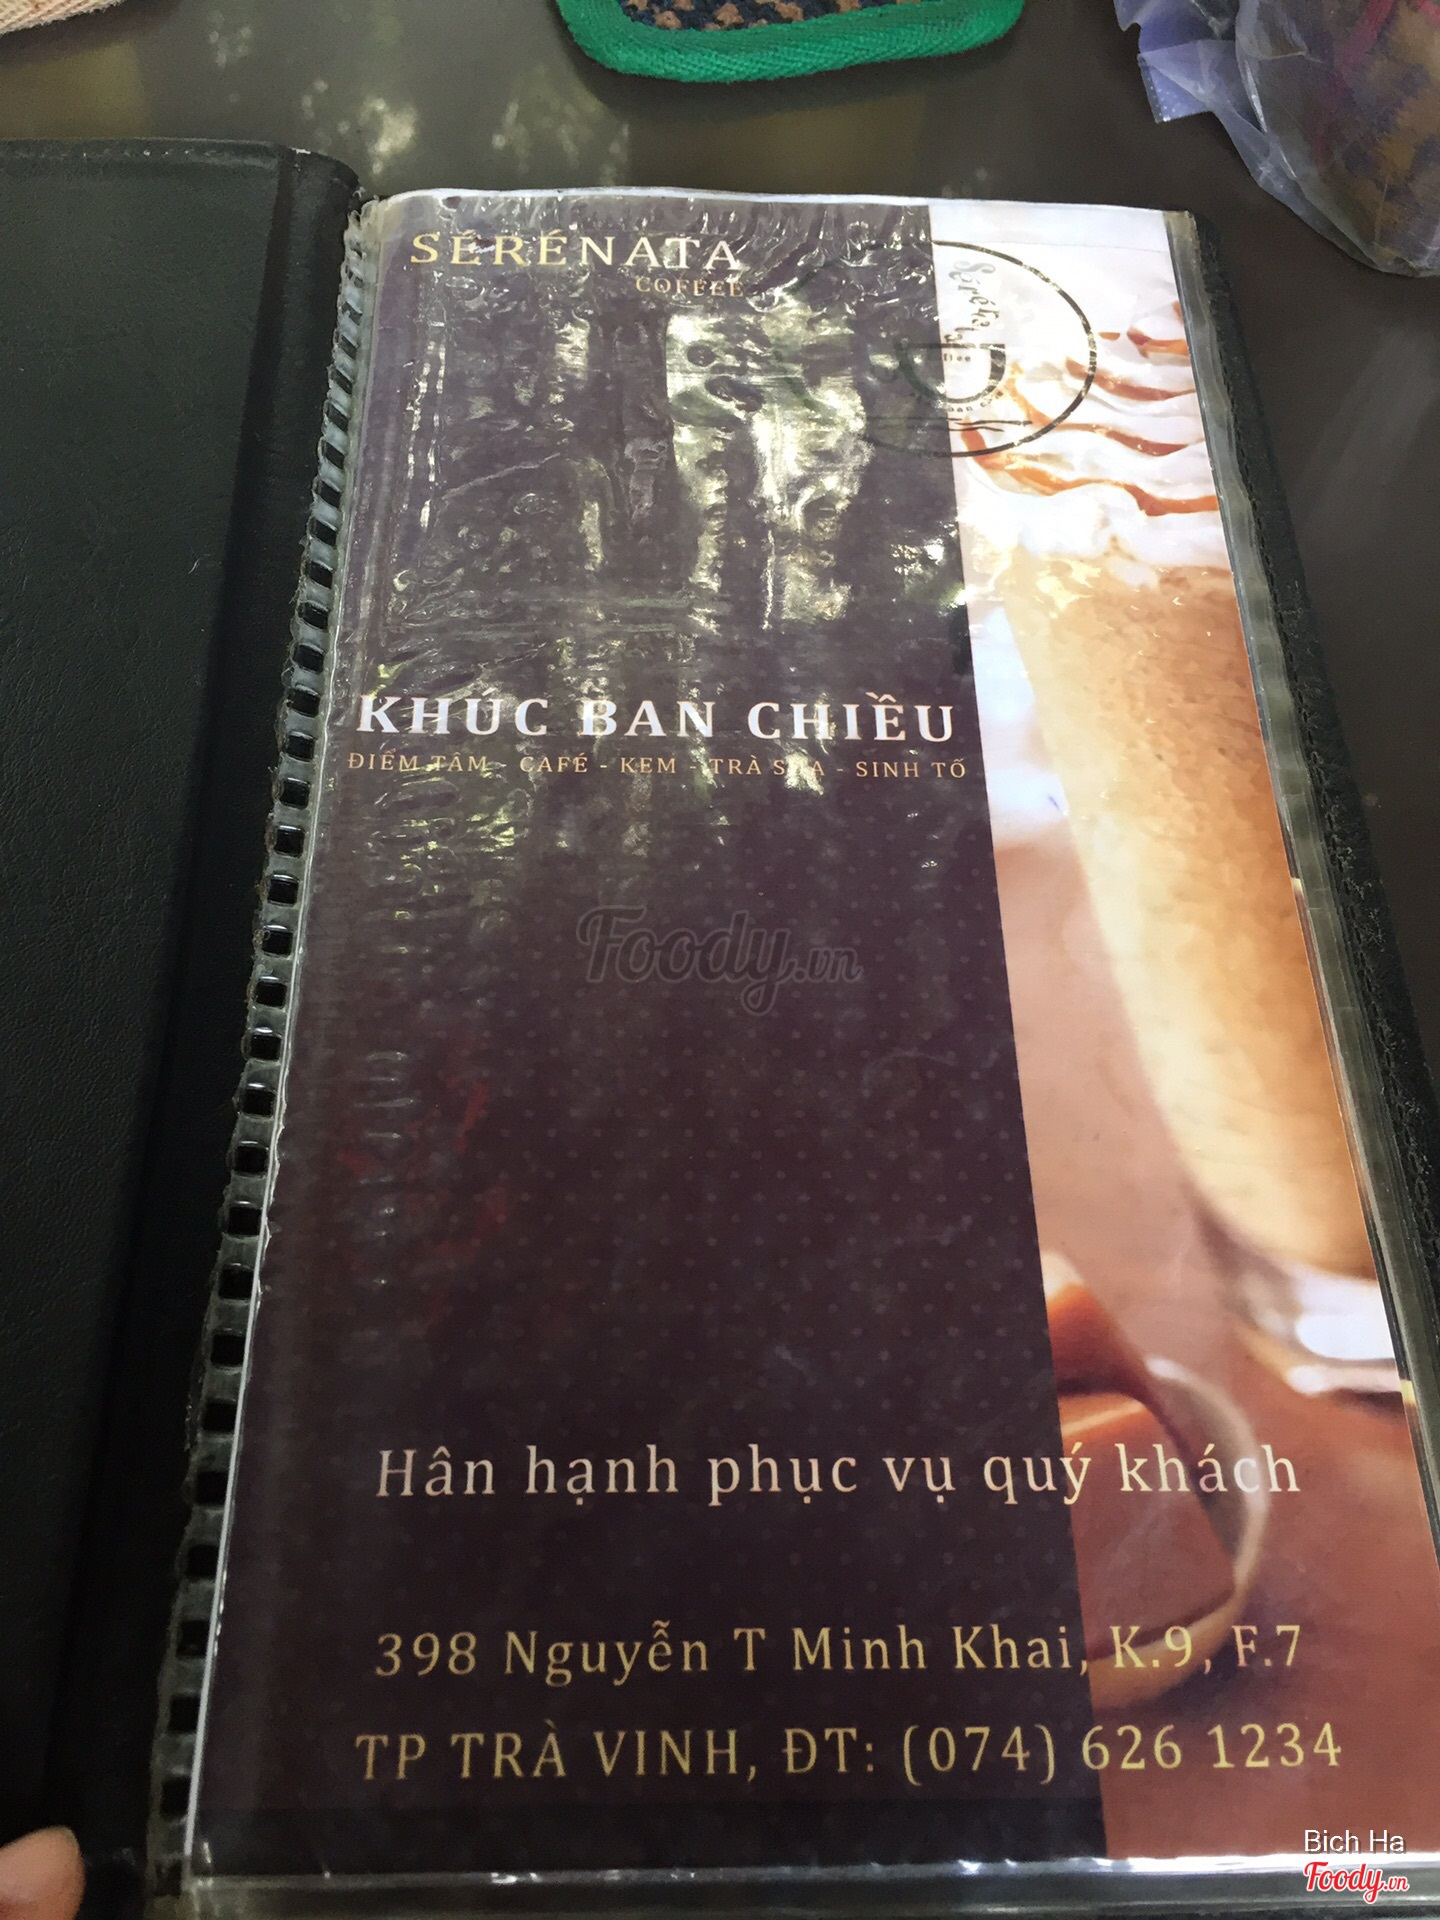 SÉRÉNATA
COFFEE
KHÚC BAN CHIỀU
ĐIỂM TÂM - CAFÉ - KEM - TRÀ SỮA - SINH TỐ
Foody.vn
Hân hạnh phục vụ quý khách
398 Nguyễn T Minh Khai, K.9, F.7
TP TRÀ VINH, ĐT: (074) 626 1234
Bich Ha
Foody.vn